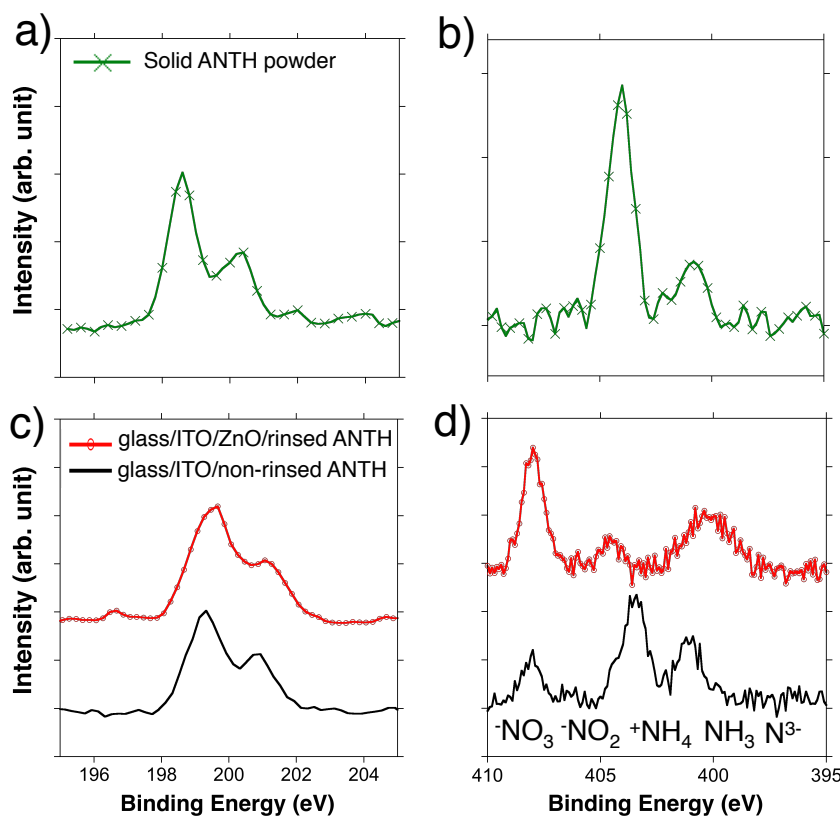 a)
b)
Solid ANTH powder
Intensity (arb. unit)
c)
d)
glass/ITO/ZnO/rinsed ANTH
glass/ITO/non-rinsed ANTH
Intensity (arb. unit)
⁻NO₃ ⁻NO₂ ⁺NH₄ NH₃ N³⁻
196 198 200 202 204
410 405 400 395
Binding Energy (eV)
Binding Energy (eV)